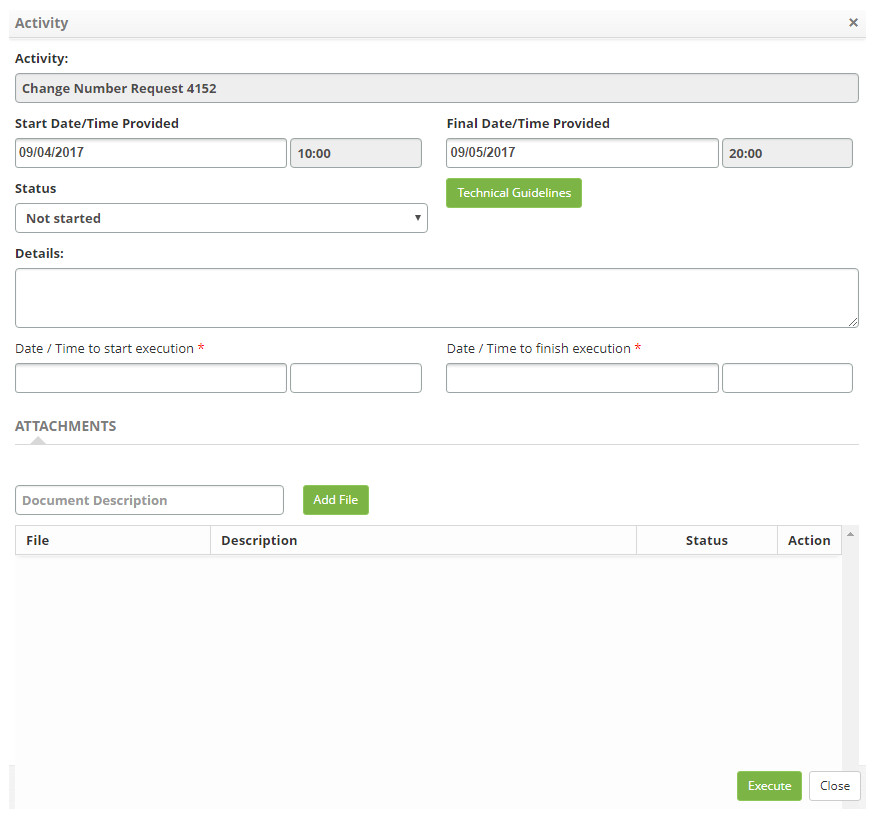 Activity ×
Activity:
Change Number Request 4152
Start Date/Time Provided Final Date/Time Provided
09/04/2017 10:00 09/05/2017 20:00
Status Technical Guidelines
Not started
Details:
Date / Time to start execution * Date / Time to finish execution *
ATTACHMENTS
Document Description Add File
File Description Status Action
Execute Close